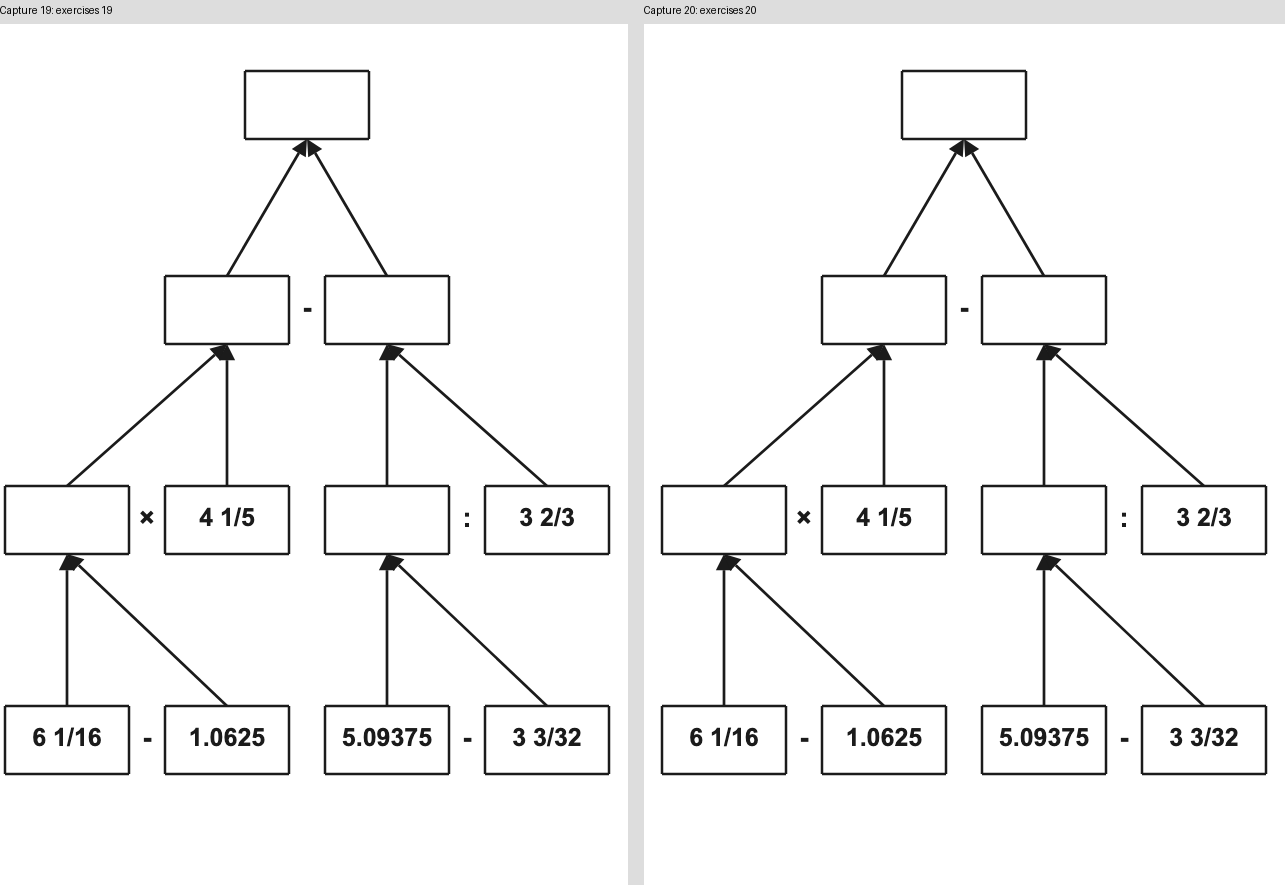 Capture 19: exercises 19
Capture 20: exercises 20
-
× 4 1/5 : 3 2/3
6 1/16 - 1.0625 5.09375 - 3 3/32
-
× 4 1/5 : 3 2/3
6 1/16 - 1.0625 5.09375 - 3 3/32